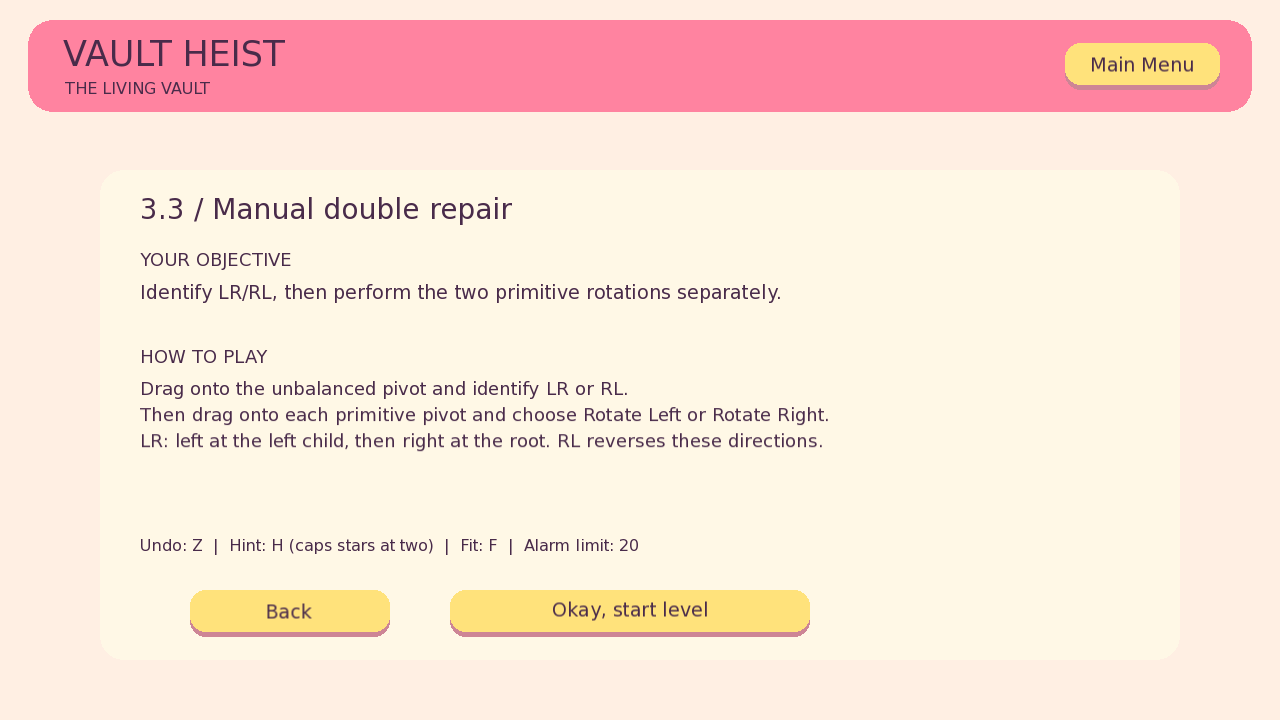 VAULT HEIST
THE LIVING VAULT
Main Menu
3.3 / Manual double repair
YOUR OBJECTIVE
Identify LR/RL, then perform the two primitive rotations separately.
HOW TO PLAY
Drag onto the unbalanced pivot and identify LR or RL.
Then drag onto each primitive pivot and choose Rotate Left or Rotate Right.
LR: left at the left child, then right at the root. RL reverses these directions.
Undo: Z | Hint: H (caps stars at two) | Fit: F | Alarm limit: 20
Back
Okay, start level